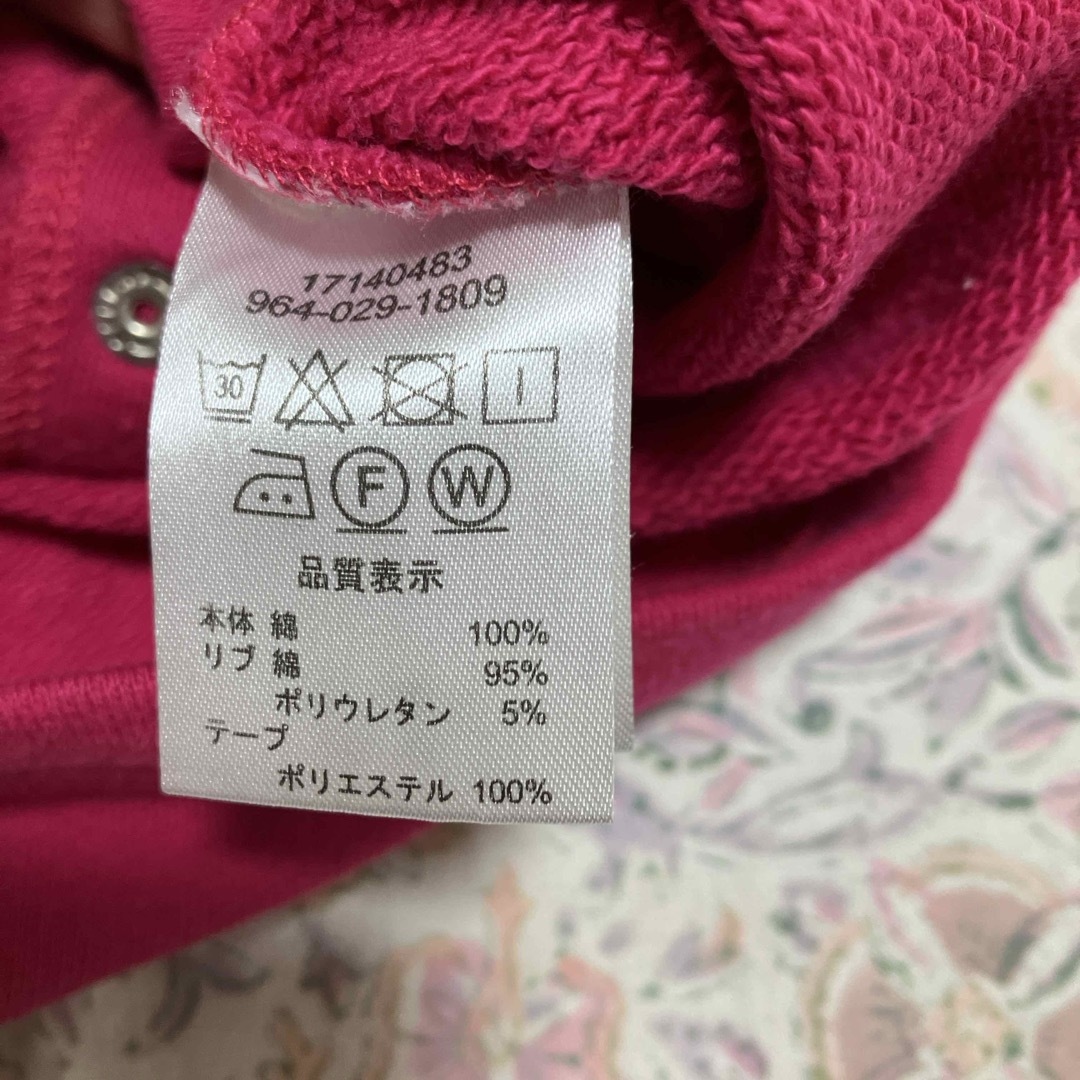 17140483
964-029-1809
30
F W
品質表示
本体 綿 100%
リブ 綿 95%
ポリウレタン 5%
テープ
ポリエステル 100%